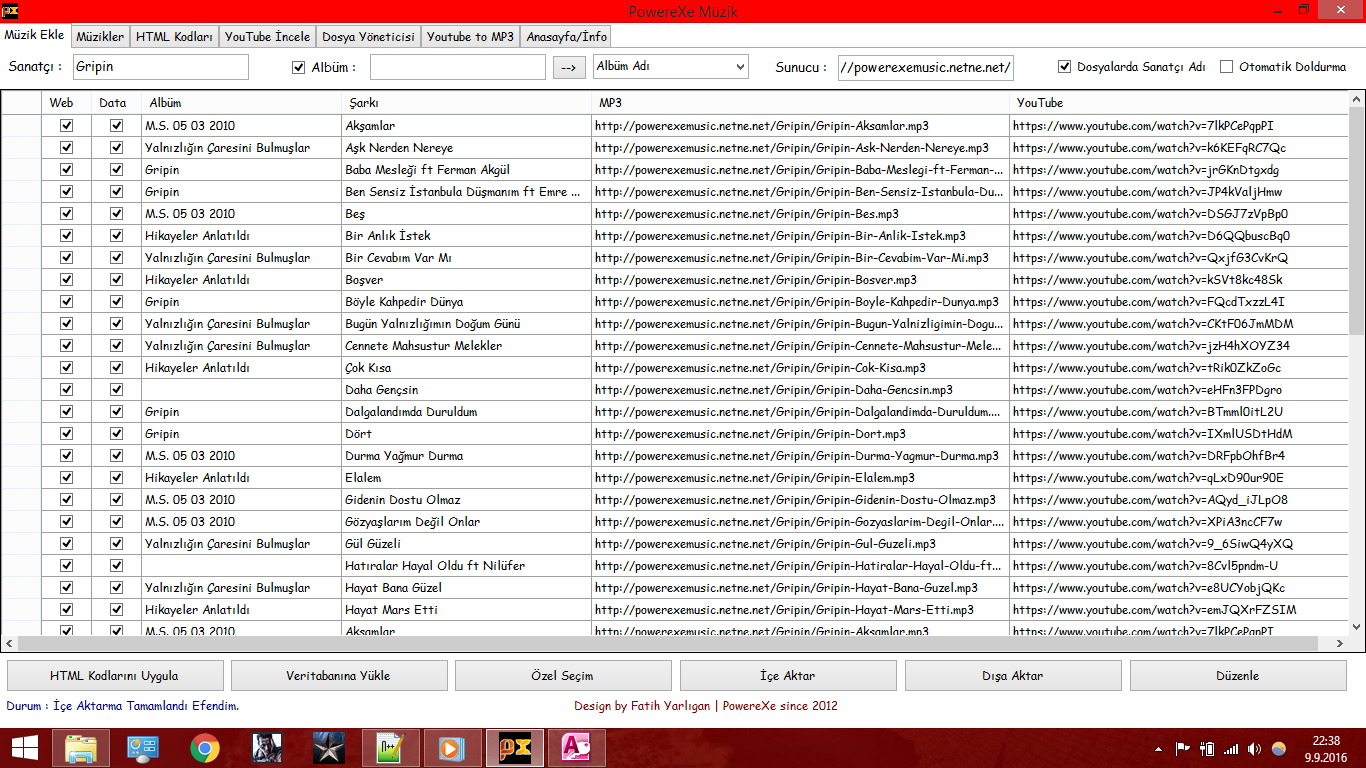 PowereXe Müzik
Müzik Ekle Müzikler HTML Kodları YouTube İncele Dosya Yöneticisi Youtube to MP3 Anasayfa/İnfo
Sanatçı : Gripin Albüm : --> Albüm Adı Sunucu : //powerexemusic.netne.net/ Dosyalarda Sanatçı Adı Otomatik Doldurma
Web Data Albüm Şarkı MP3 YouTube
M.S. 05 03 2010 Akşamlar http://powerexemusic.netne.net/Gripin/Gripin-Aksamlar.mp3 https://www.youtube.com/watch?v=7lkPCePqpPI
Yalnızlığın Çaresini Bulmuşlar Aşk Nerden Nereye http://powerexemusic.netne.net/Gripin/Gripin-Ask-Nerden-Nereye.mp3 https://www.youtube.com/watch?v=k6KEFqRC7Qc
Gripin Baba Mesleği ft Ferman Akgül http://powerexemusic.netne.net/Gripin/Gripin-Baba-Meslegi-ft-Ferman-... https://www.youtube.com/watch?v=jrGKnDtgxdg
Gripin Ben Sensiz İstanbula Düşmanım ft Emre ... http://powerexemusic.netne.net/Gripin/Gripin-Ben-Sensiz-Istanbula-Du... https://www.youtube.com/watch?v=JP4kValjHmw
M.S. 05 03 2010 Beş http://powerexemusic.netne.net/Gripin/Gripin-Bes.mp3 https://www.youtube.com/watch?v=DSGJ7zVpBp0
Hikayeler Anlatıldı Bir Anlık İstek http://powerexemusic.netne.net/Gripin/Gripin-Bir-Anlik-Istek.mp3 https://www.youtube.com/watch?v=D6QQbuscBq0
Yalnızlığın Çaresini Bulmuşlar Bir Cevabım Var Mı http://powerexemusic.netne.net/Gripin/Gripin-Bir-Cevabim-Var-Mi.mp3 https://www.youtube.com/watch?v=QxjfG3CvKrQ
Hikayeler Anlatıldı Boşver http://powerexemusic.netne.net/Gripin/Gripin-Bosver.mp3 https://www.youtube.com/watch?v=kSVt8kc48Sk
Gripin Böyle Kahpedir Dünya http://powerexemusic.netne.net/Gripin/Gripin-Boyle-Kahpedir-Dunya.mp3 https://www.youtube.com/watch?v=FQcdTxzzL4I
Yalnızlığın Çaresini Bulmuşlar Bugün Yalnızlığımın Doğum Günü http://powerexemusic.netne.net/Gripin/Gripin-Bugun-Yalnizligimin-Dogu... https://www.youtube.com/watch?v=CKtF06JmMDM
Yalnızlığın Çaresini Bulmuşlar Cennete Mahsustur Melekler http://powerexemusic.netne.net/Gripin/Gripin-Cennete-Mahsustur-Mele... https://www.youtube.com/watch?v=jzH4hXOYZ34
Hikayeler Anlatıldı Çok Kısa http://powerexemusic.netne.net/Gripin/Gripin-Cok-Kisa.mp3 https://www.youtube.com/watch?v=tRik0ZkZoGc
Daha Gençsin http://powerexemusic.netne.net/Gripin/Gripin-Daha-Gencsin.mp3 https://www.youtube.com/watch?v=eHFn3FPDgro
Gripin Dalgalandımda Duruldum http://powerexemusic.netne.net/Gripin/Gripin-Dalgalandimda-Duruldum.... https://www.youtube.com/watch?v=BTmml0itL2U
Gripin Dört http://powerexemusic.netne.net/Gripin/Gripin-Dort.mp3 https://www.youtube.com/watch?v=IXmlUSDtHdM
M.S. 05 03 2010 Durma Yağmur Durma http://powerexemusic.netne.net/Gripin/Gripin-Durma-Yagmur-Durma.mp3 https://www.youtube.com/watch?v=DRFpbOhfBr4
Hikayeler Anlatıldı Elalem http://powerexemusic.netne.net/Gripin/Gripin-Elalem.mp3 https://www.youtube.com/watch?v=qLxD90ur90E
M.S. 05 03 2010 Gidenin Dostu Olmaz http://powerexemusic.netne.net/Gripin/Gripin-Gidenin-Dostu-Olmaz.mp3 https://www.youtube.com/watch?v=AQyd_iJLpO8
M.S. 05 03 2010 Gözyaşlarım Değil Onlar http://powerexemusic.netne.net/Gripin/Gripin-Gozyaslarim-Degil-Onlar.... https://www.youtube.com/watch?v=XPiA3ncCF7w
Yalnızlığın Çaresini Bulmuşlar Gül Güzeli http://powerexemusic.netne.net/Gripin/Gripin-Gul-Guzeli.mp3 https://www.youtube.com/watch?v=9_6SiwQ4yXQ
Hatıralar Hayal Oldu ft Nilüfer http://powerexemusic.netne.net/Gripin/Gripin-Hatiralar-Hayal-Oldu-ft-... https://www.youtube.com/watch?v=8Cvl5pndm-U
Yalnızlığın Çaresini Bulmuşlar Hayat Bana Güzel http://powerexemusic.netne.net/Gripin/Gripin-Hayat-Bana-Guzel.mp3 https://www.youtube.com/watch?v=e8UCYobjQKc
Hikayeler Anlatıldı Hayat Mars Etti http://powerexemusic.netne.net/Gripin/Gripin-Hayat-Mars-Etti.mp3 https://www.youtube.com/watch?v=emJQXrFZSIM
M.S. 05 03 2010 Akşamlar http://powerexemusic.netne.net/Gripin/Gripin-Aksamlar.mp3 https://www.youtube.com/watch?v=7lkPCePqpPI
HTML Kodlarını Uygula Veritabanına Yükle Özel Seçim İçe Aktar Dışa Aktar Düzenle
Durum : İçe Aktarma Tamamlandı Efendim. Design by Fatih Yarlıgan | PowereXe since 2012
22:38
9.9.2016